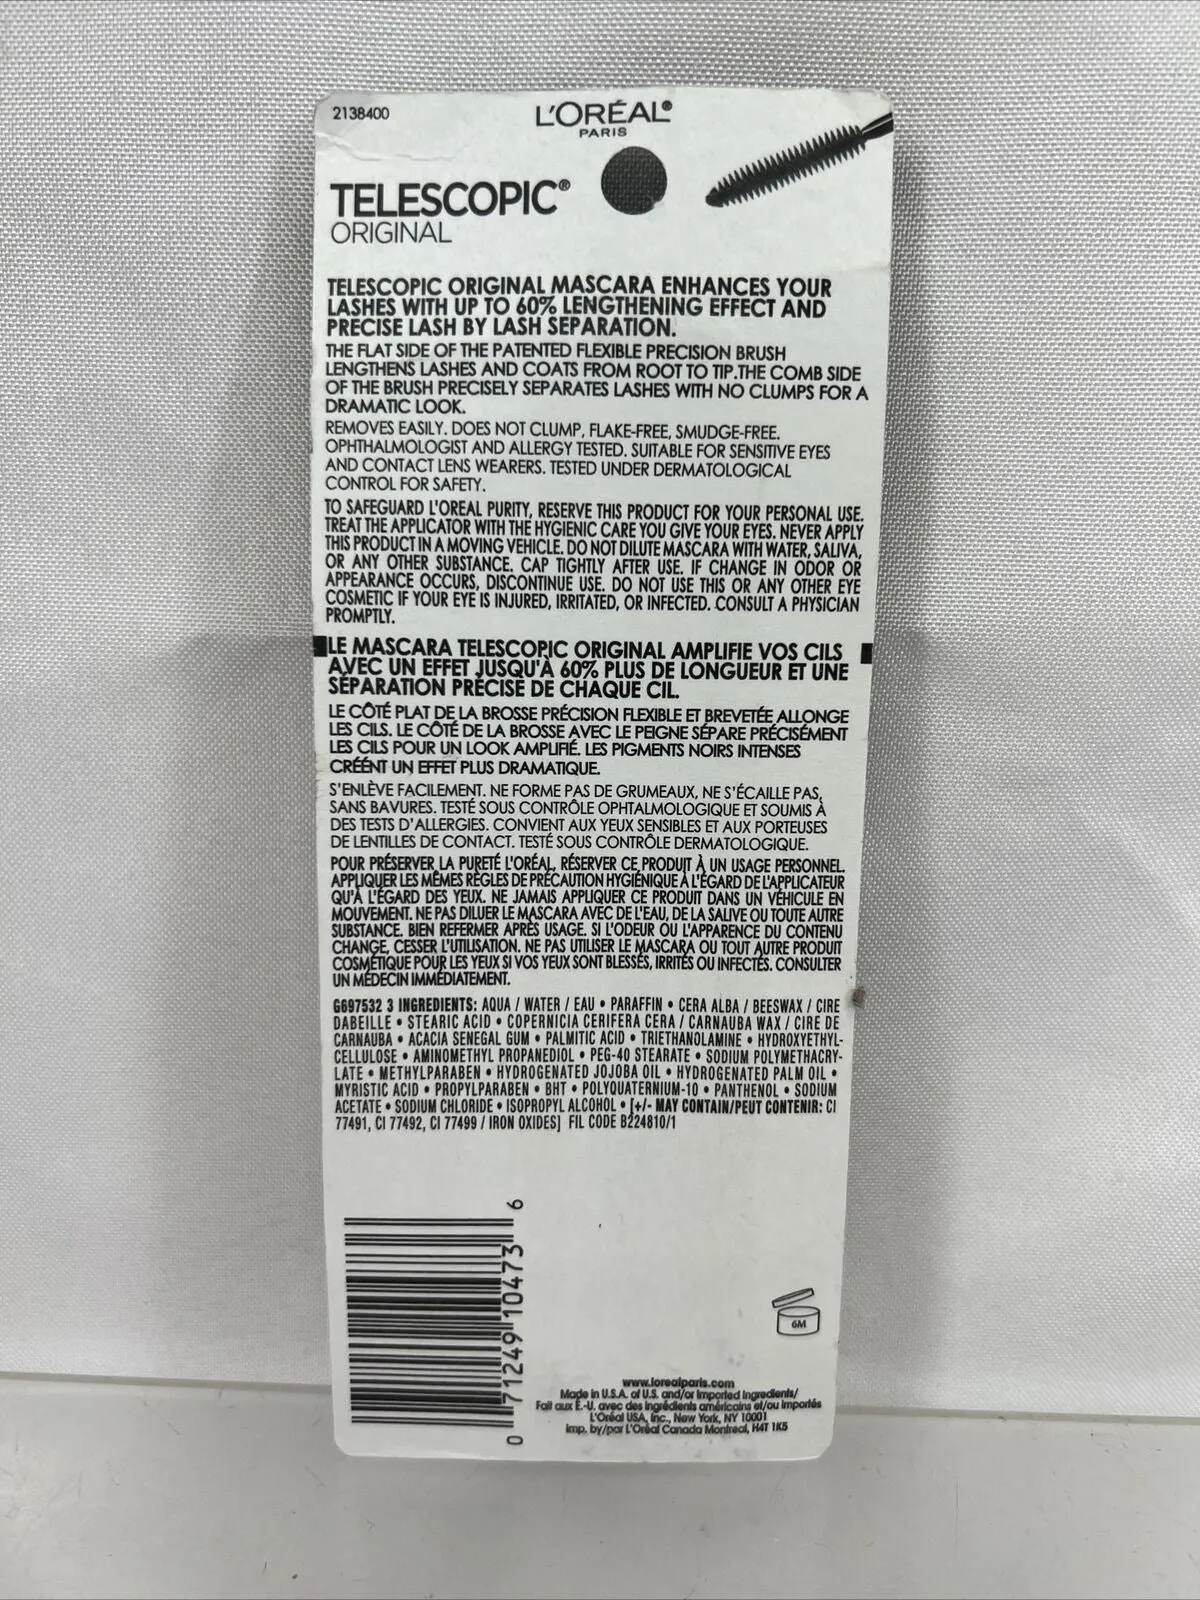 2138400
L'ORÉAL®
PARIS
TELESCOPIC®
ORIGINAL
TELESCOPIC ORIGINAL MASCARA ENHANCES YOUR
LASHES WITH UP TO 60% LENGTHENING EFFECT AND
PRECISE LASH BY LASH SEPARATION.
THE FLAT SIDE OF THE PATENTED FLEXIBLE PRECISION BRUSH
LENGTHENS LASHES AND COATS FROM ROOT TO TIP.THE COMB SIDE
OF THE BRUSH PRECISELY SEPARATES LASHES WITH NO CLUMPS FOR A
DRAMATIC LOOK.
REMOVES EASILY. DOES NOT CLUMP, FLAKE-FREE, SMUDGE-FREE.
OPHTHALMOLOGIST AND ALLERGY TESTED. SUITABLE FOR SENSITIVE EYES
AND CONTACT LENS WEARERS. TESTED UNDER DERMATOLOGICAL
CONTROL FOR SAFETY.
TO SAFEGUARD L'OREAL PURITY, RESERVE THIS PRODUCT FOR YOUR PERSONAL USE.
TREAT THE APPLICATOR WITH THE HYGIENIC CARE YOU GIVE YOUR EYES. NEVER APPLY
THIS PRODUCT IN A MOVING VEHICLE. DO NOT DILUTE MASCARA WITH WATER, SALIVA,
OR ANY OTHER SUBSTANCE. CAP TIGHTLY AFTER USE. IF CHANGE IN ODOR OR
APPEARANCE OCCURS, DISCONTINUE USE. DO NOT USE THIS OR ANY OTHER EYE
COSMETIC IF YOUR EYE IS INJURED, IRRITATED, OR INFECTED. CONSULT A PHYSICIAN
PROMPTLY.
LE MASCARA TELESCOPIC ORIGINAL AMPLIFIE VOS CILS
AVEC UN EFFET JUSQU'À 60% PLUS DE LONGUEUR ET UNE
SÉPARATION PRÉCISE DE CHAQUE CIL.
LE CÔTÉ PLAT DE LA BROSSE PRÉCISION FLEXIBLE ET BREVETÉE ALLONGE
LES CILS. LE CÔTÉ DE LA BROSSE AVEC LE PEIGNE SÉPARE PRÉCISÉMENT
LES CILS POUR UN LOOK AMPLIFIÉ. LES PIGMENTS NOIRS INTENSES
CRÉÉNT UN EFFET PLUS DRAMATIQUE.
S'ENLÈVE FACILEMENT. NE FORME PAS DE GRUMEAUX, NE S'ÉCAILLE PAS,
SANS BAVURES. TESTÉ SOUS CONTRÔLE OPHTALMOLOGIQUE ET SOUMIS À
DES TESTS D'ALLERGIES. CONVIENT AUX YEUX SENSIBLES ET AUX PORTEUSES
DE LENTILLES DE CONTACT. TESTÉ SOUS CONTRÔLE DERMATOLOGIQUE.
POUR PRÉSERVER LA PURETÉ L'ORÉAL, RÉSERVER CE PRODUIT À UN USAGE PERSONNEL.
APPLIQUER LES MÊMES RÈGLES DE PRÉCAUTION HYGIÉNIQUE À L'ÉGARD DE L'APPLICATEUR
QU'À L'ÉGARD DES YEUX. NE JAMAIS APPLIQUER CE PRODUIT DANS UN VÉHICULE EN
MOUVEMENT. NE PAS DILUER LE MASCARA AVEC DE L'EAU, DE LA SALIVE OU TOUTE AUTRE
SUBSTANCE. BIEN REFERMER APRÈS USAGE. SI L'ODEUR OU L'APPARENCE DU CONTENU
CHANGE, CESSER L'UTILISATION. NE PAS UTILISER LE MASCARA OU TOUT AUTRE PRODUIT
COSMÉTIQUE POUR LES YEUX SI VOS YEUX SONT BLESSÉS, IRRITÉS OU INFECTÉS. CONSULTER
UN MÉDECIN IMMÉDIATEMENT.
G697532 3 INGREDIENTS: AQUA / WATER / EAU • PARAFFIN • CERA ALBA / BEESWAX / CIRE
DABEILLE • STEARIC ACID • COPERNICIA CERIFERA CERA / CARNAUBA WAX / CIRE DE
CARNAUBA • ACACIA SENEGAL GUM • PALMITIC ACID • TRIETHANOLAMINE • HYDROXYETHYL-
CELLULOSE • AMINOMETHYL PROPANEDIOL • PEG-40 STEARATE • SODIUM POLYMETHACRY-
LATE • METHYLPARABEN • HYDROGENATED JOJOBA OIL • HYDROGENATED PALM OIL •
MYRISTIC ACID • PROPYLPARABEN • BHT • POLYQUATERNIUM-10 • PANTHENOL • SODIUM
ACETATE • SODIUM CHLORIDE • ISOPROPYL ALCOHOL • [+/- MAY CONTAIN/PEUT CONTENIR: CI
77491, CI 77492, CI 77499 / IRON OXIDES] FIL CODE B224810/1
0 71249 10473 6
6M
www.lorealparis.com
Made in U.S.A. of U.S. and/or Imported Ingredients/
Fait aux É.-U. avec des ingrédients américains et/ou importés
L'Oréal USA, Inc., New York, NY 10001
Imp. by/par L'Oréal Canada Montreal, H4T 1K5